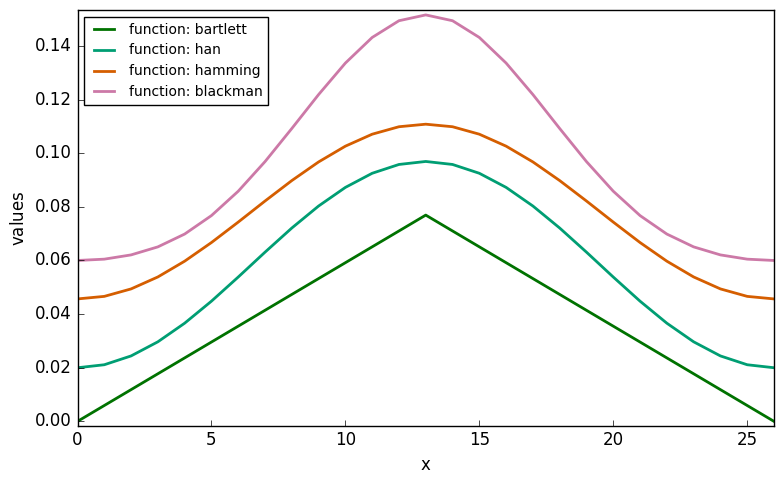 function: bartlett
function: han
function: hamming
function: blackman
0.14
0.12
0.10
0.08
0.06
0.04
0.02
0.00
values
0 5 10 15 20 25
x